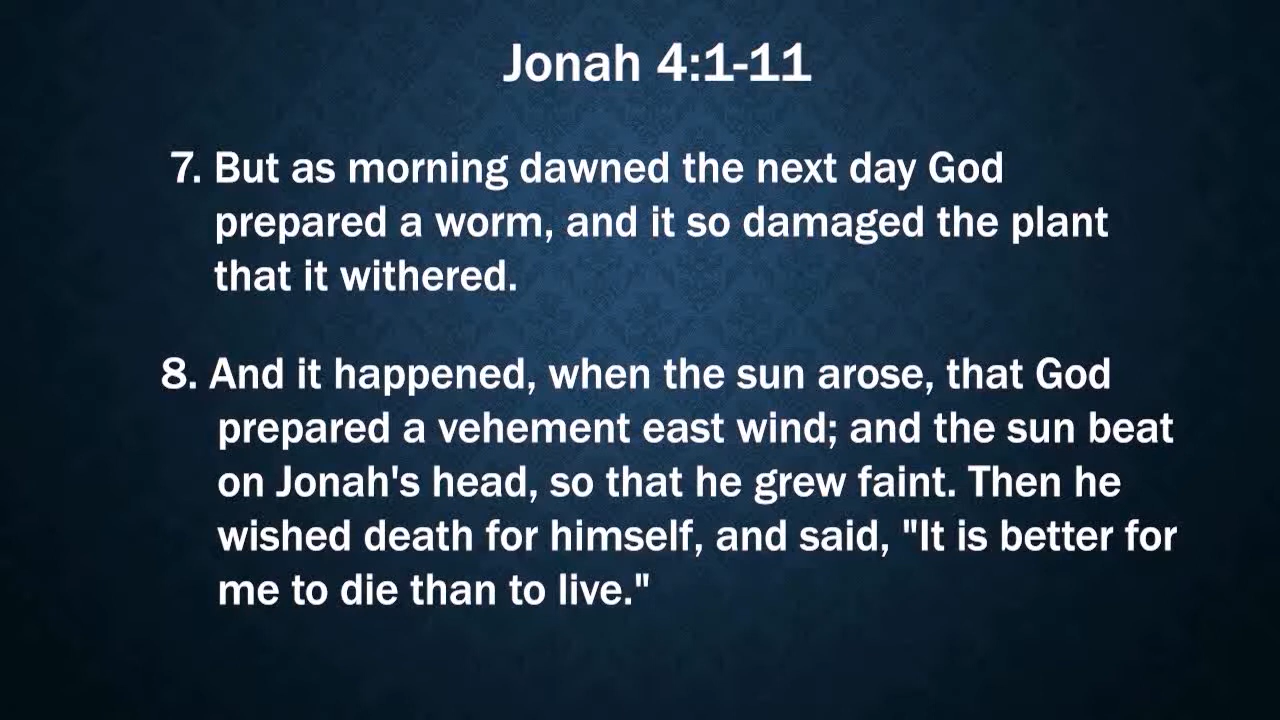 Jonah 4:1-11
7. But as morning dawned the next day God
prepared a worm, and it so damaged the plant
that it withered.
8. And it happened, when the sun arose, that God
prepared a vehement east wind; and the sun beat
on Jonah's head, so that he grew faint. Then he
wished death for himself, and said, "It is better for
me to die than to live."